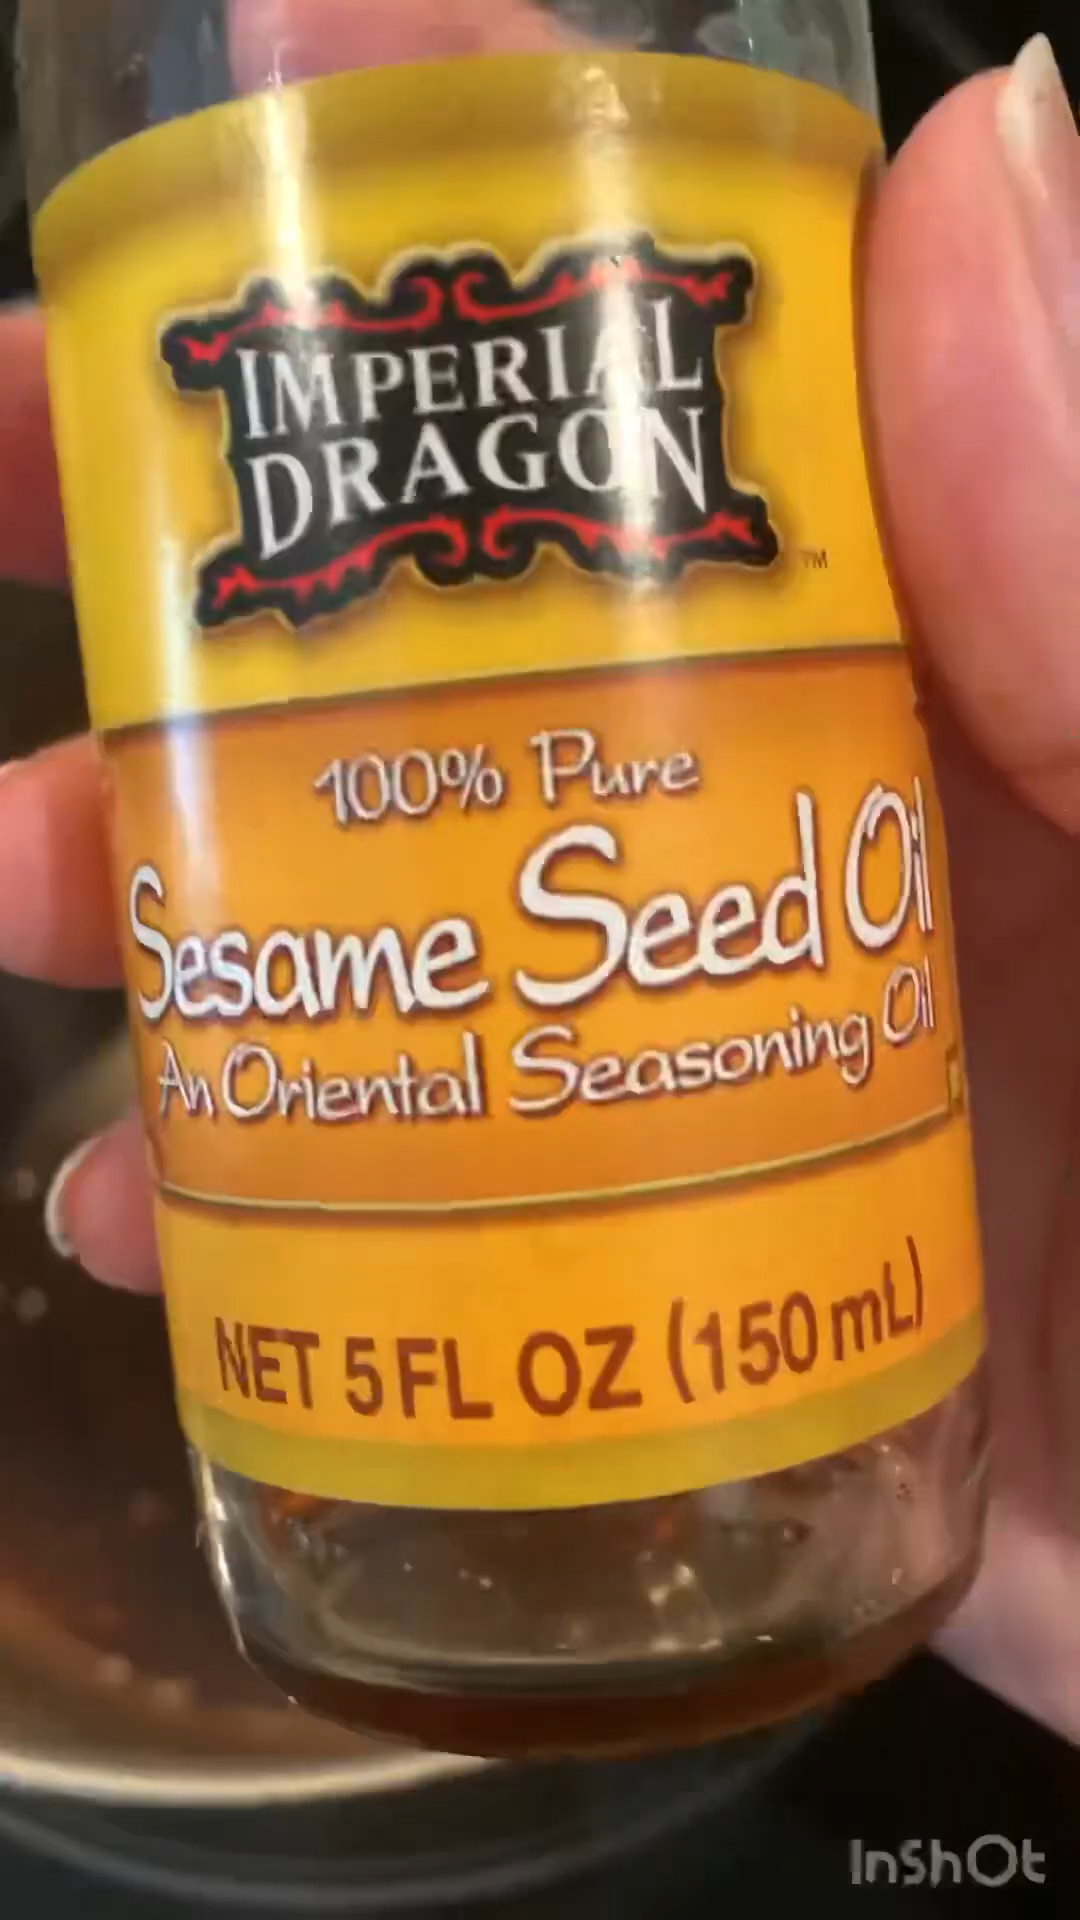 IMPERIAL
DRAGON
TM
100% Pure
Sesame Seed Oil
An Oriental Seasoning Oil
NET 5 FL OZ (150 mL)
InShOt